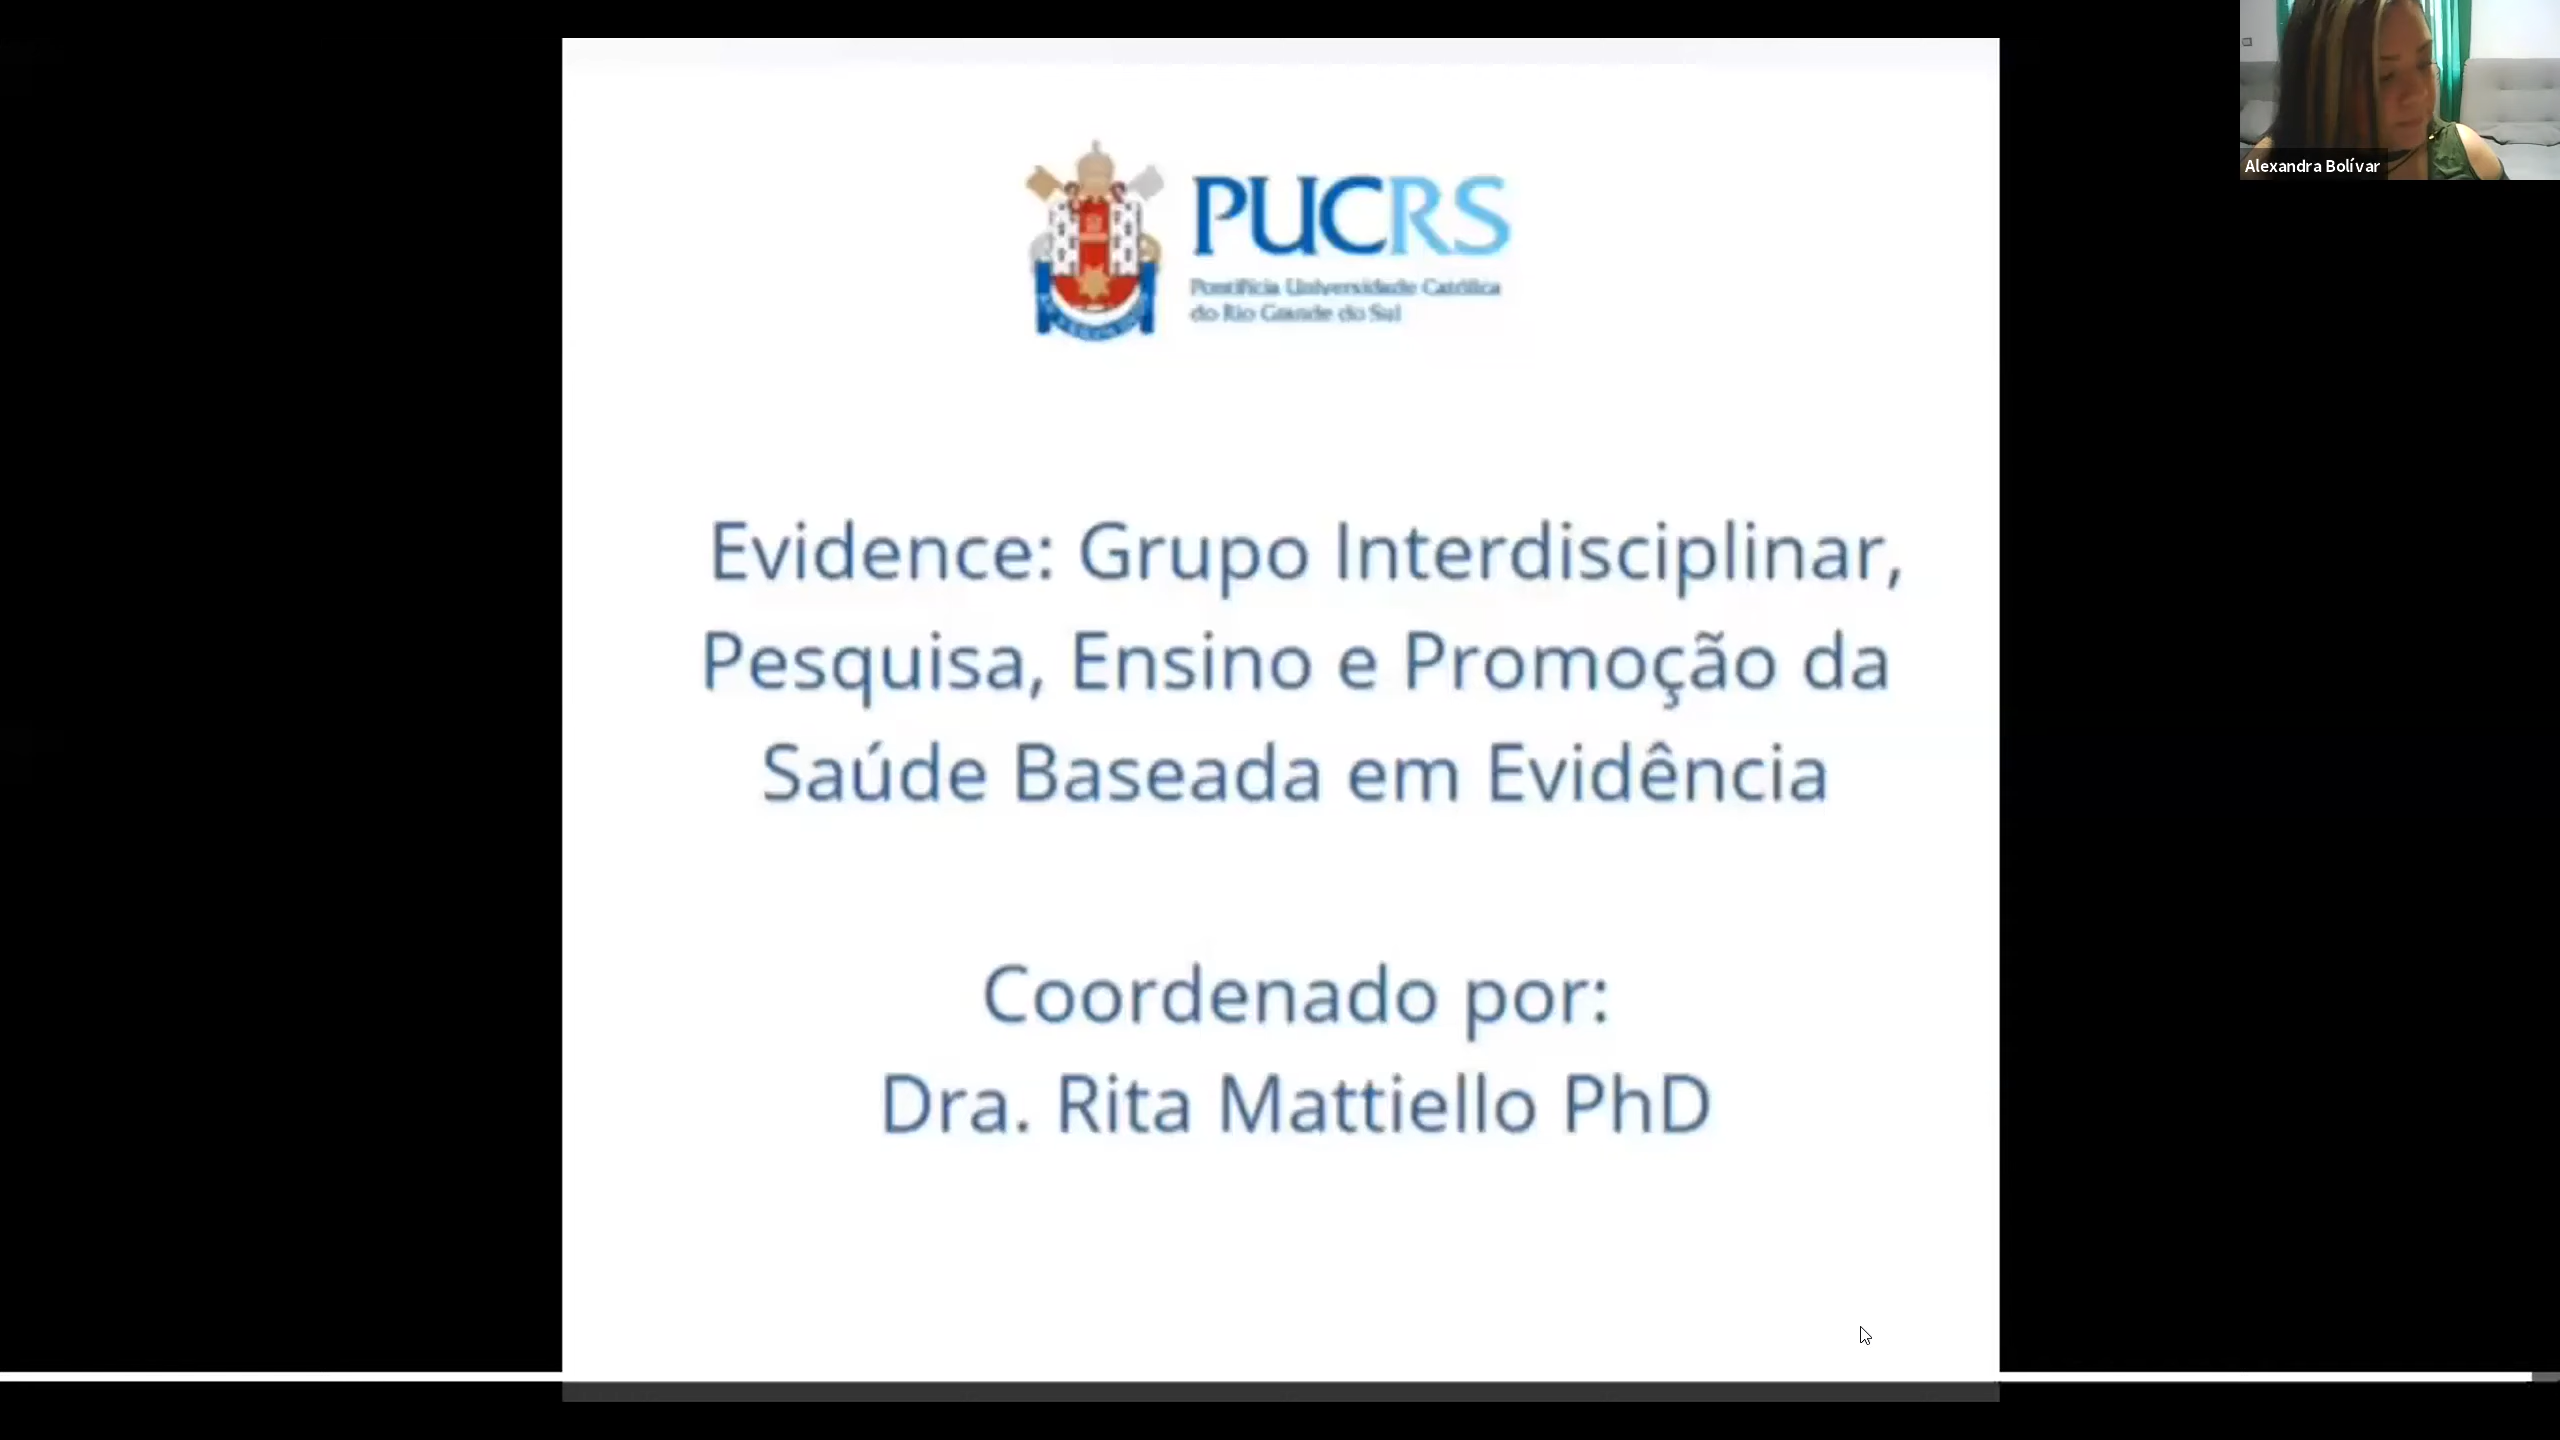 PUCRS
Pontifícia Universidade Católica
do Rio Grande do Sul
Evidence: Grupo Interdisciplinar,
Pesquisa, Ensino e Promoção da
Saúde Baseada em Evidência
Coordenado por:
Dra. Rita Mattiello PhD
Alexandra Bolívar